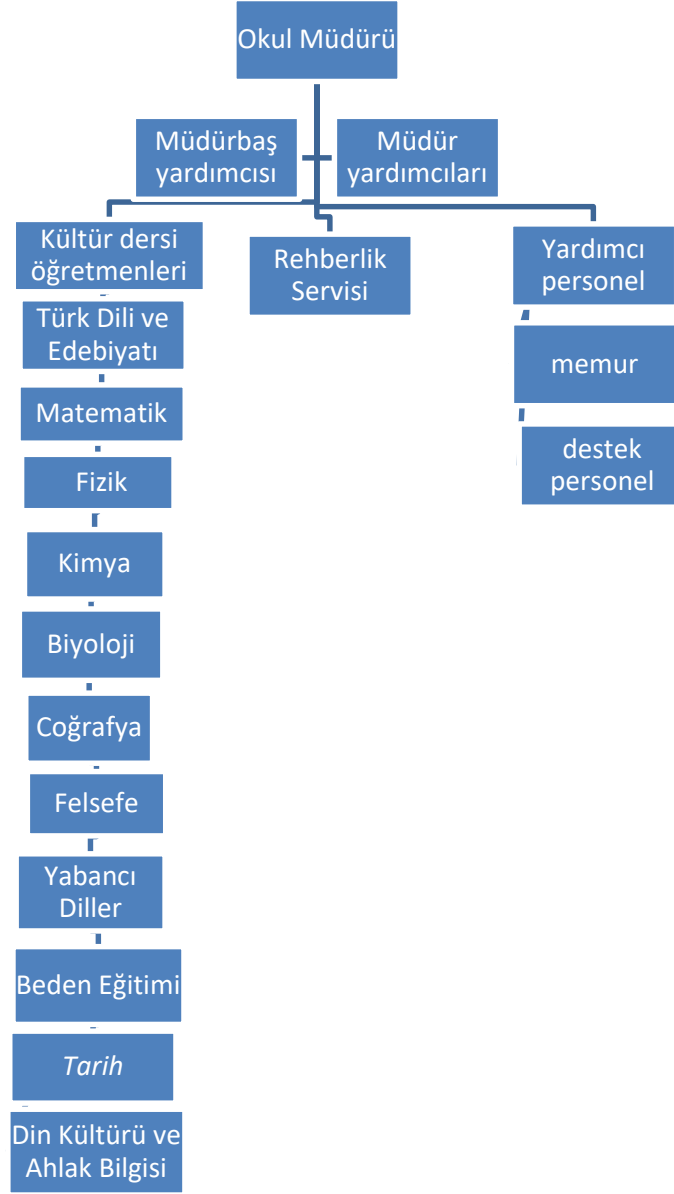 Okul Müdürü
Müdürbaş
yardımcısı
Müdür
yardımcıları
Kültür dersi
öğretmenleri
Rehberlik
Servisi
Yardımcı
personel
Türk Dili ve
Edebiyatı
memur
Matematik
destek
personel
Fizik
Kimya
Biyoloji
Coğrafya
Felsefe
Yabancı
Diller
Beden Eğitimi
Tarih
Din Kültürü ve
Ahlak Bilgisi